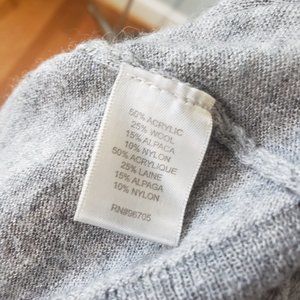 50% ACRYLIC
25% WOOL
15% ALPACA
10% NYLON
50% ACRYLIQUE
25% LAINE
15% ALPAGA
10% NYLON
RN#96705